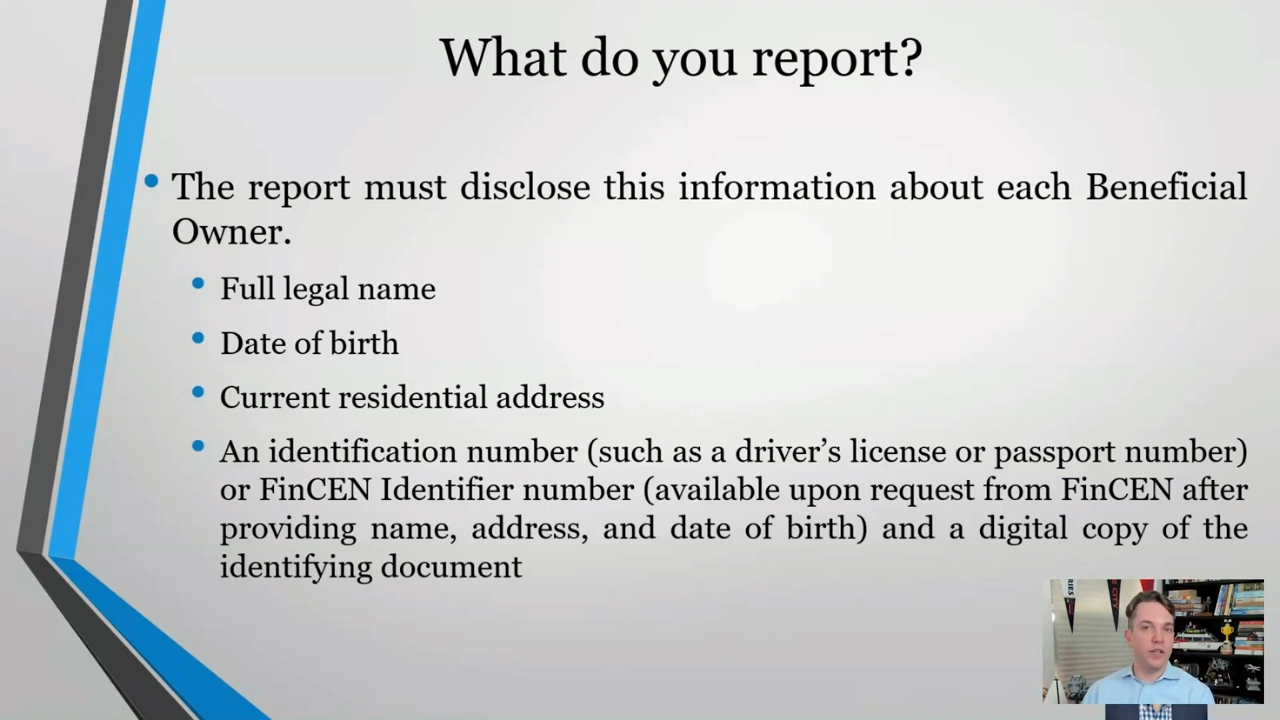 What do you report?
• The report must disclose this information about each Beneficial
Owner.
• Full legal name
• Date of birth
• Current residential address
• An identification number (such as a driver’s license or passport number)
or FinCEN Identifier number (available upon request from FinCEN after
providing name, address, and date of birth) and a digital copy of the
identifying document